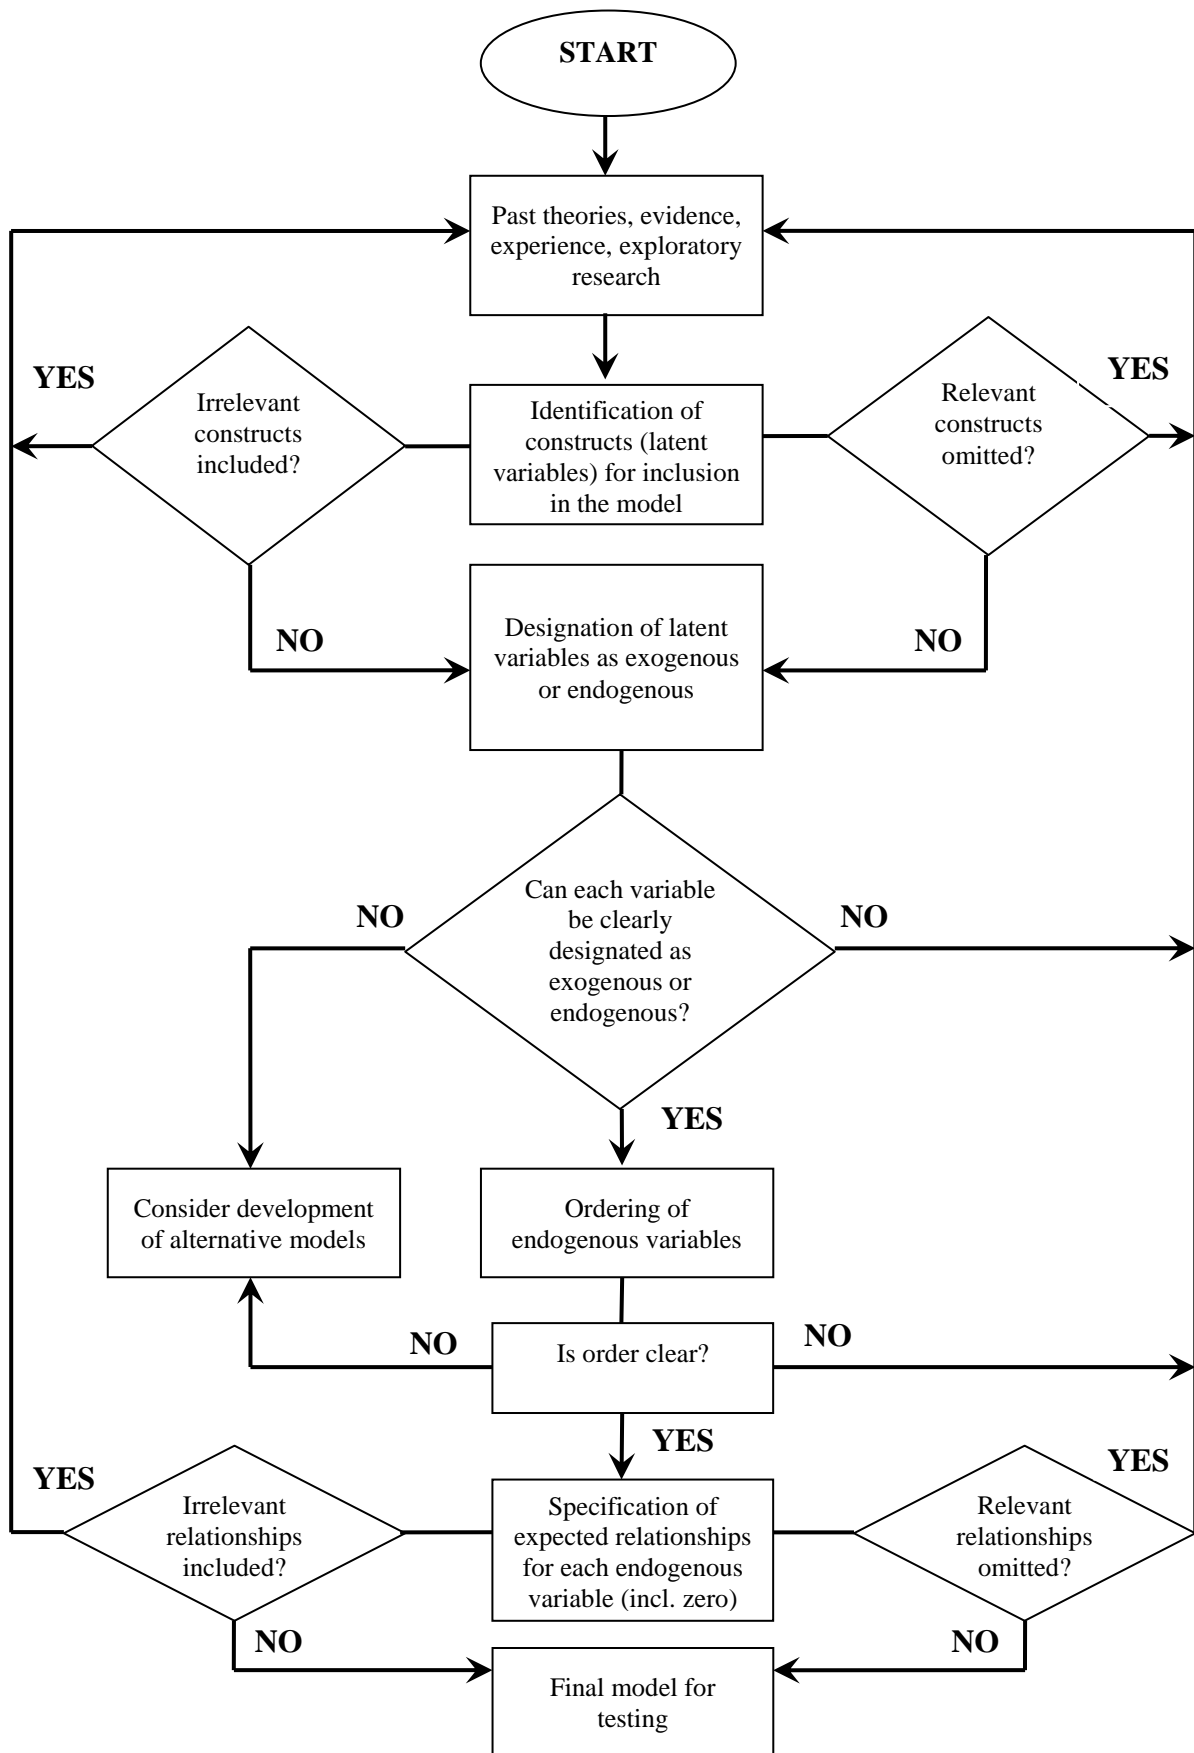 START
Past theories, evidence,
experience, exploratory
research
YES
Irrelevant
constructs
included?
Identification of
constructs (latent
variables) for inclusion
in the model
Relevant
constructs
omitted?
YES
NO
Designation of latent
variables as exogenous
or endogenous
NO
NO
Can each variable
be clearly
designated as
exogenous or
endogenous?
NO
YES
Consider development
of alternative models
Ordering of
endogenous variables
NO
Is order clear?
NO
YES
YES
Irrelevant
relationships
included?
Specification of
expected relationships
for each endogenous
variable (incl. zero)
Relevant
relationships
omitted?
YES
NO
Final model for
testing
NO